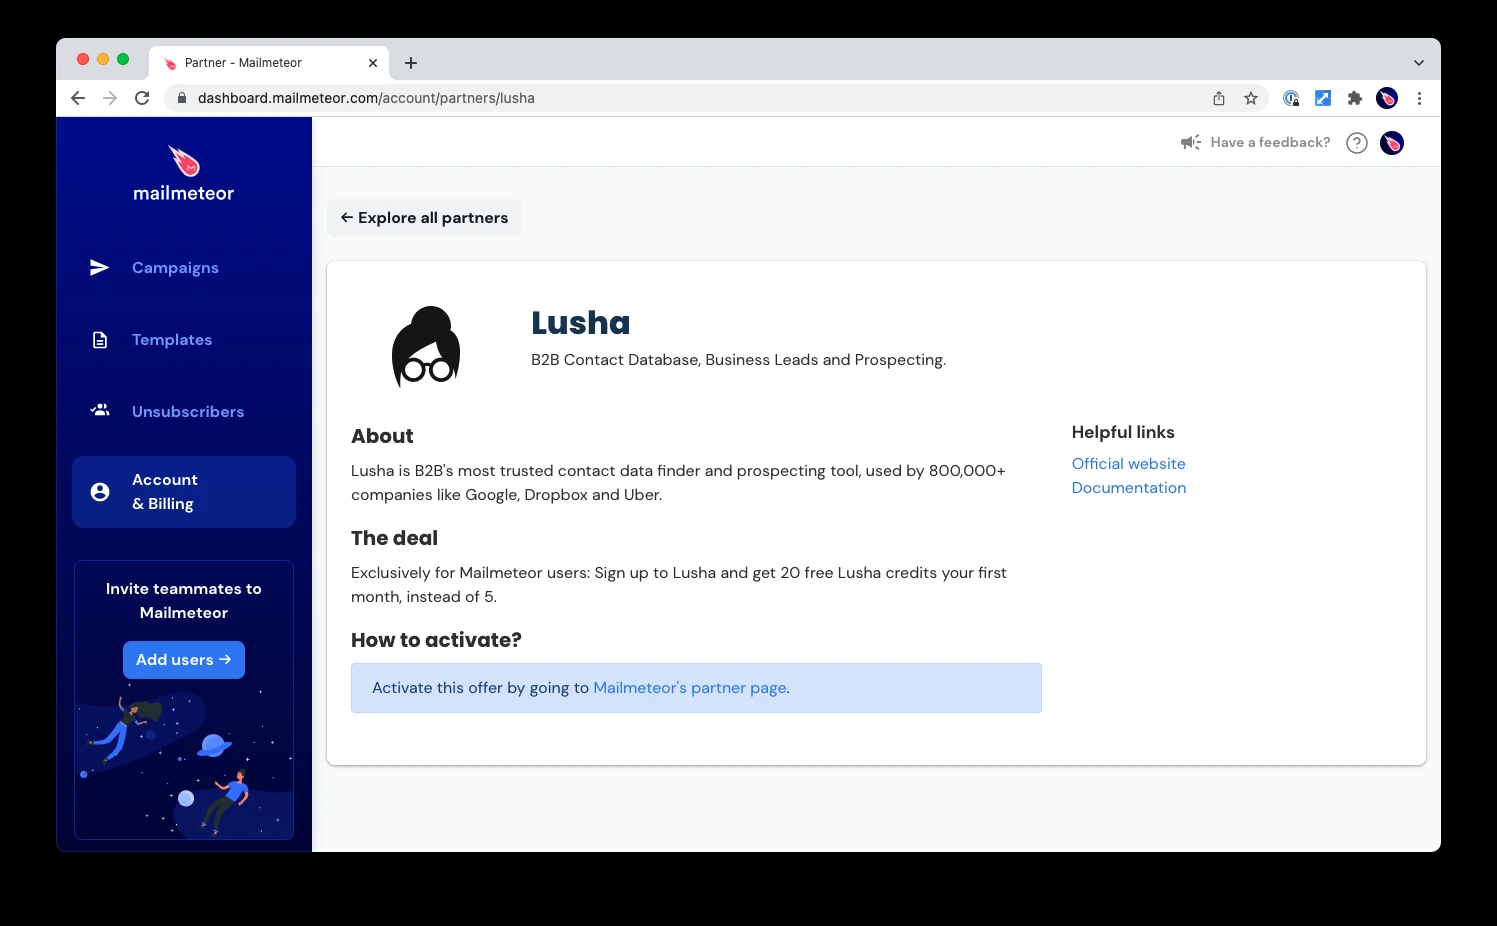 Partner - Mailmeteor
dashboard.mailmeteor.com/account/partners/lusha
mailmeteor
Campaigns
Templates
Unsubscribers
Account
& Billing
Invite teammates to
Mailmeteor
Add users →
Have a feedback?
?
← Explore all partners
Lusha
B2B Contact Database, Business Leads and Prospecting.
About
Lusha is B2B's most trusted contact data finder and prospecting tool, used by 800,000+
companies like Google, Dropbox and Uber.
The deal
Exclusively for Mailmeteor users: Sign up to Lusha and get 20 free Lusha credits your first
month, instead of 5.
How to activate?
Activate this offer by going to Mailmeteor's partner page.
Helpful links
Official website
Documentation